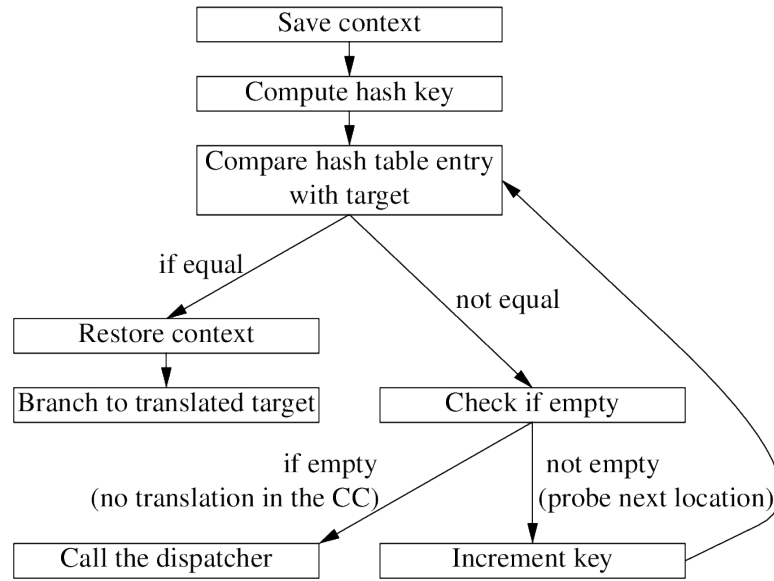 Save context
Compute hash key
Compare hash table entry
with target
if equal
not equal
Restore context
Branch to translated target
Check if empty
if empty
(no translation in the CC)
not empty
(probe next location)
Call the dispatcher
Increment key